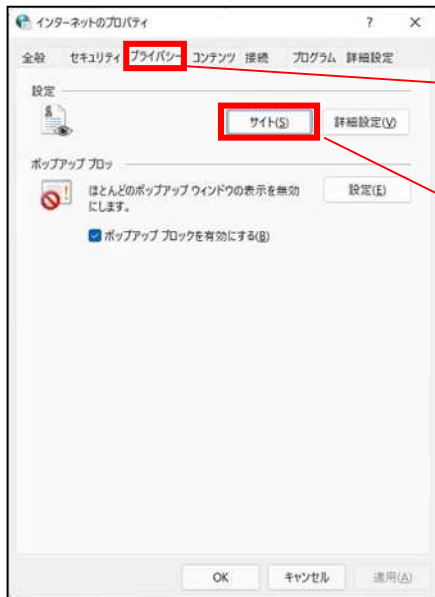 インターネットのプロパティ
全般 セキュリティ プライバシー コンテンツ 接続 プログラム 詳細設定
設定
サイト(S) 詳細設定(V)
ポップアップ ブロッ
ほとんどのポップアップ ウィンドウの表示を無効 設定(E)
にします。
ポップアップ ブロックを有効にする(B)
OK キャンセル 適用(A)